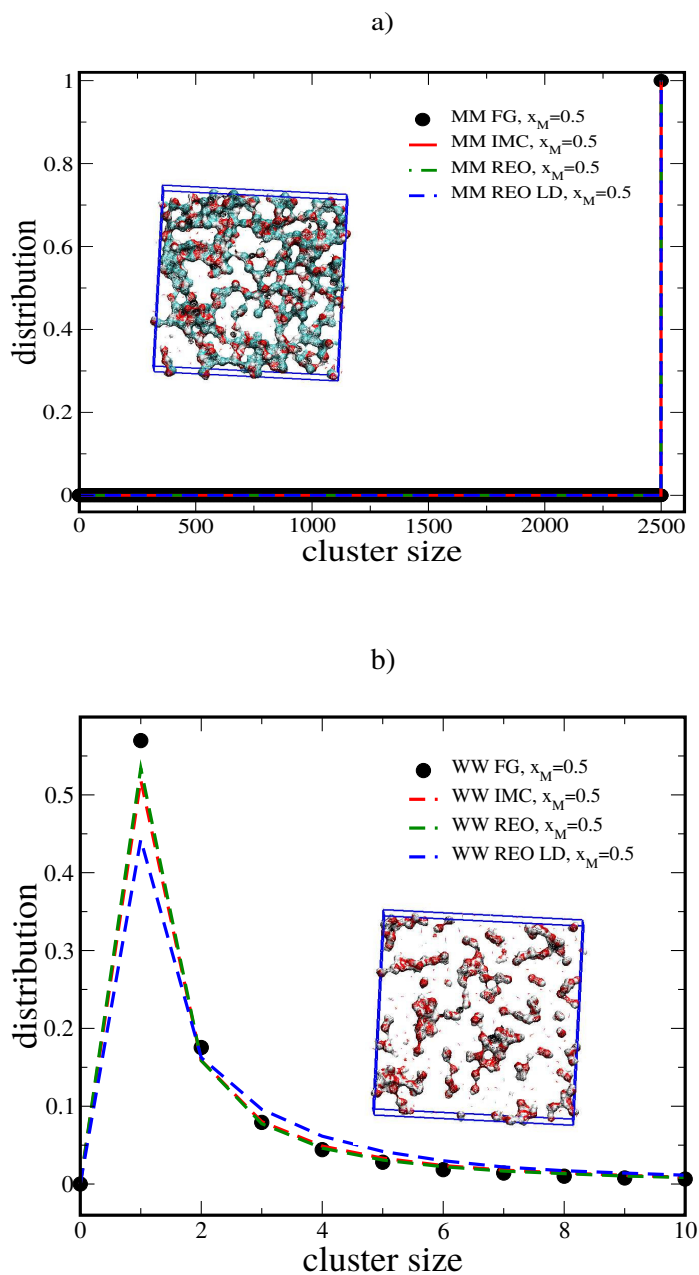 a)
1
0.8
0.6
0.4
0.2
0
distribution
MM FG, x_M=0.5
MM IMC, x_M=0.5
MM REO, x_M=0.5
MM REO LD, x_M=0.5
0 500 1000 1500 2000 2500
cluster size
b)
0.5
0.4
0.3
0.2
0.1
0
distribution
WW FG, x_M=0.5
WW IMC, x_M=0.5
WW REO, x_M=0.5
WW REO LD, x_M=0.5
0 2 4 6 8 10
cluster size